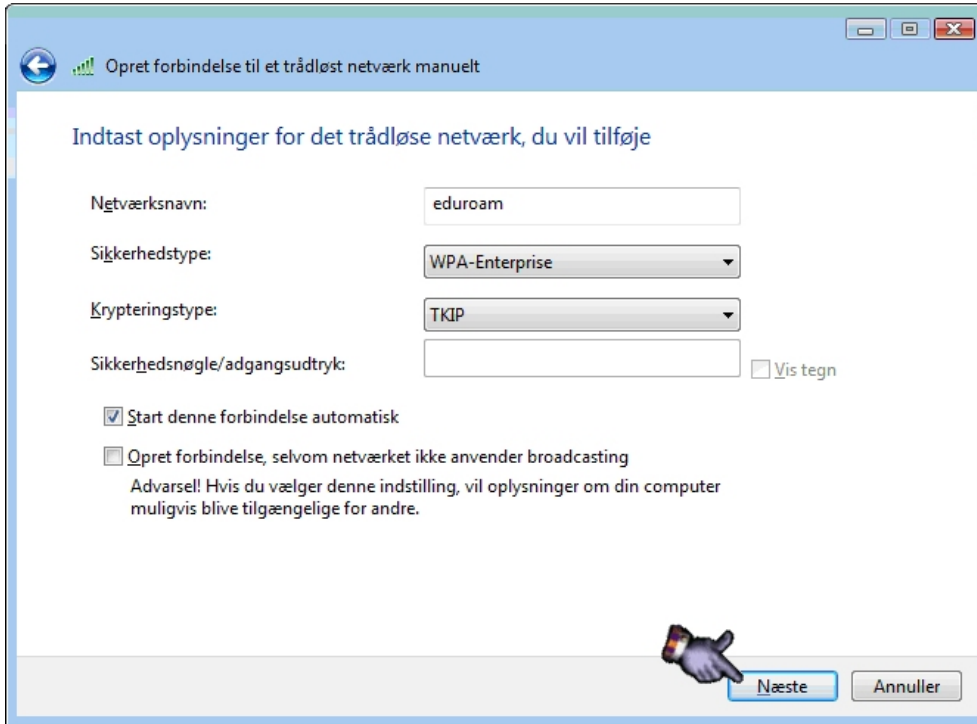 Opret forbindelse til et trådløst netværk manuelt
Indtast oplysninger for det trådløse netværk, du vil tilføje
Netværksnavn: eduroam
Sikkerhedstype: WPA-Enterprise
Krypteringstype: TKIP
Sikkerhedsnøgle/adgangsudtryk: Vis tegn
Start denne forbindelse automatisk
Opret forbindelse, selvom netværket ikke anvender broadcasting
Advarsel! Hvis du vælger denne indstilling, vil oplysninger om din computer
muligvis blive tilgængelige for andre.
Næste Annuller